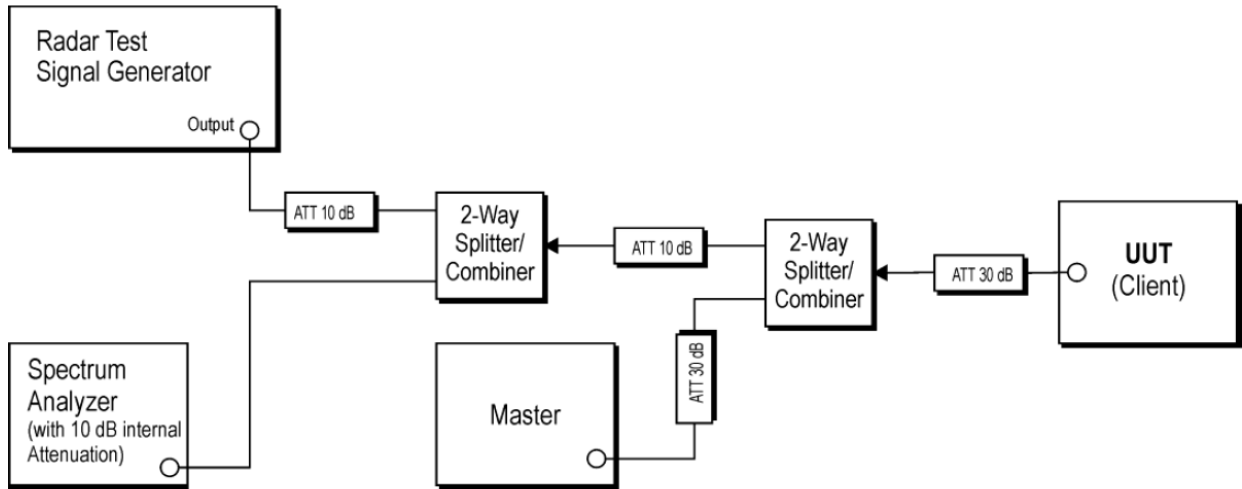 Radar Test
Signal Generator
Output
ATT 10 dB
2-Way
Splitter/
Combiner
ATT 10 dB
2-Way
Splitter/
Combiner
ATT 30 dB
UUT
(Client)
Spectrum
Analyzer
(with 10 dB internal
Attenuation)
Master
ATT 30 dB